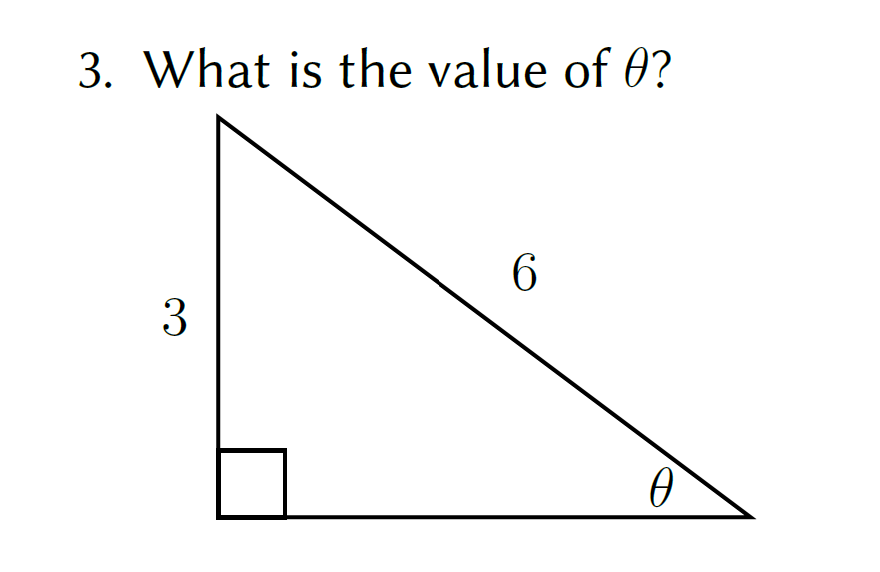 3. What is the value of θ?
6
3
θ